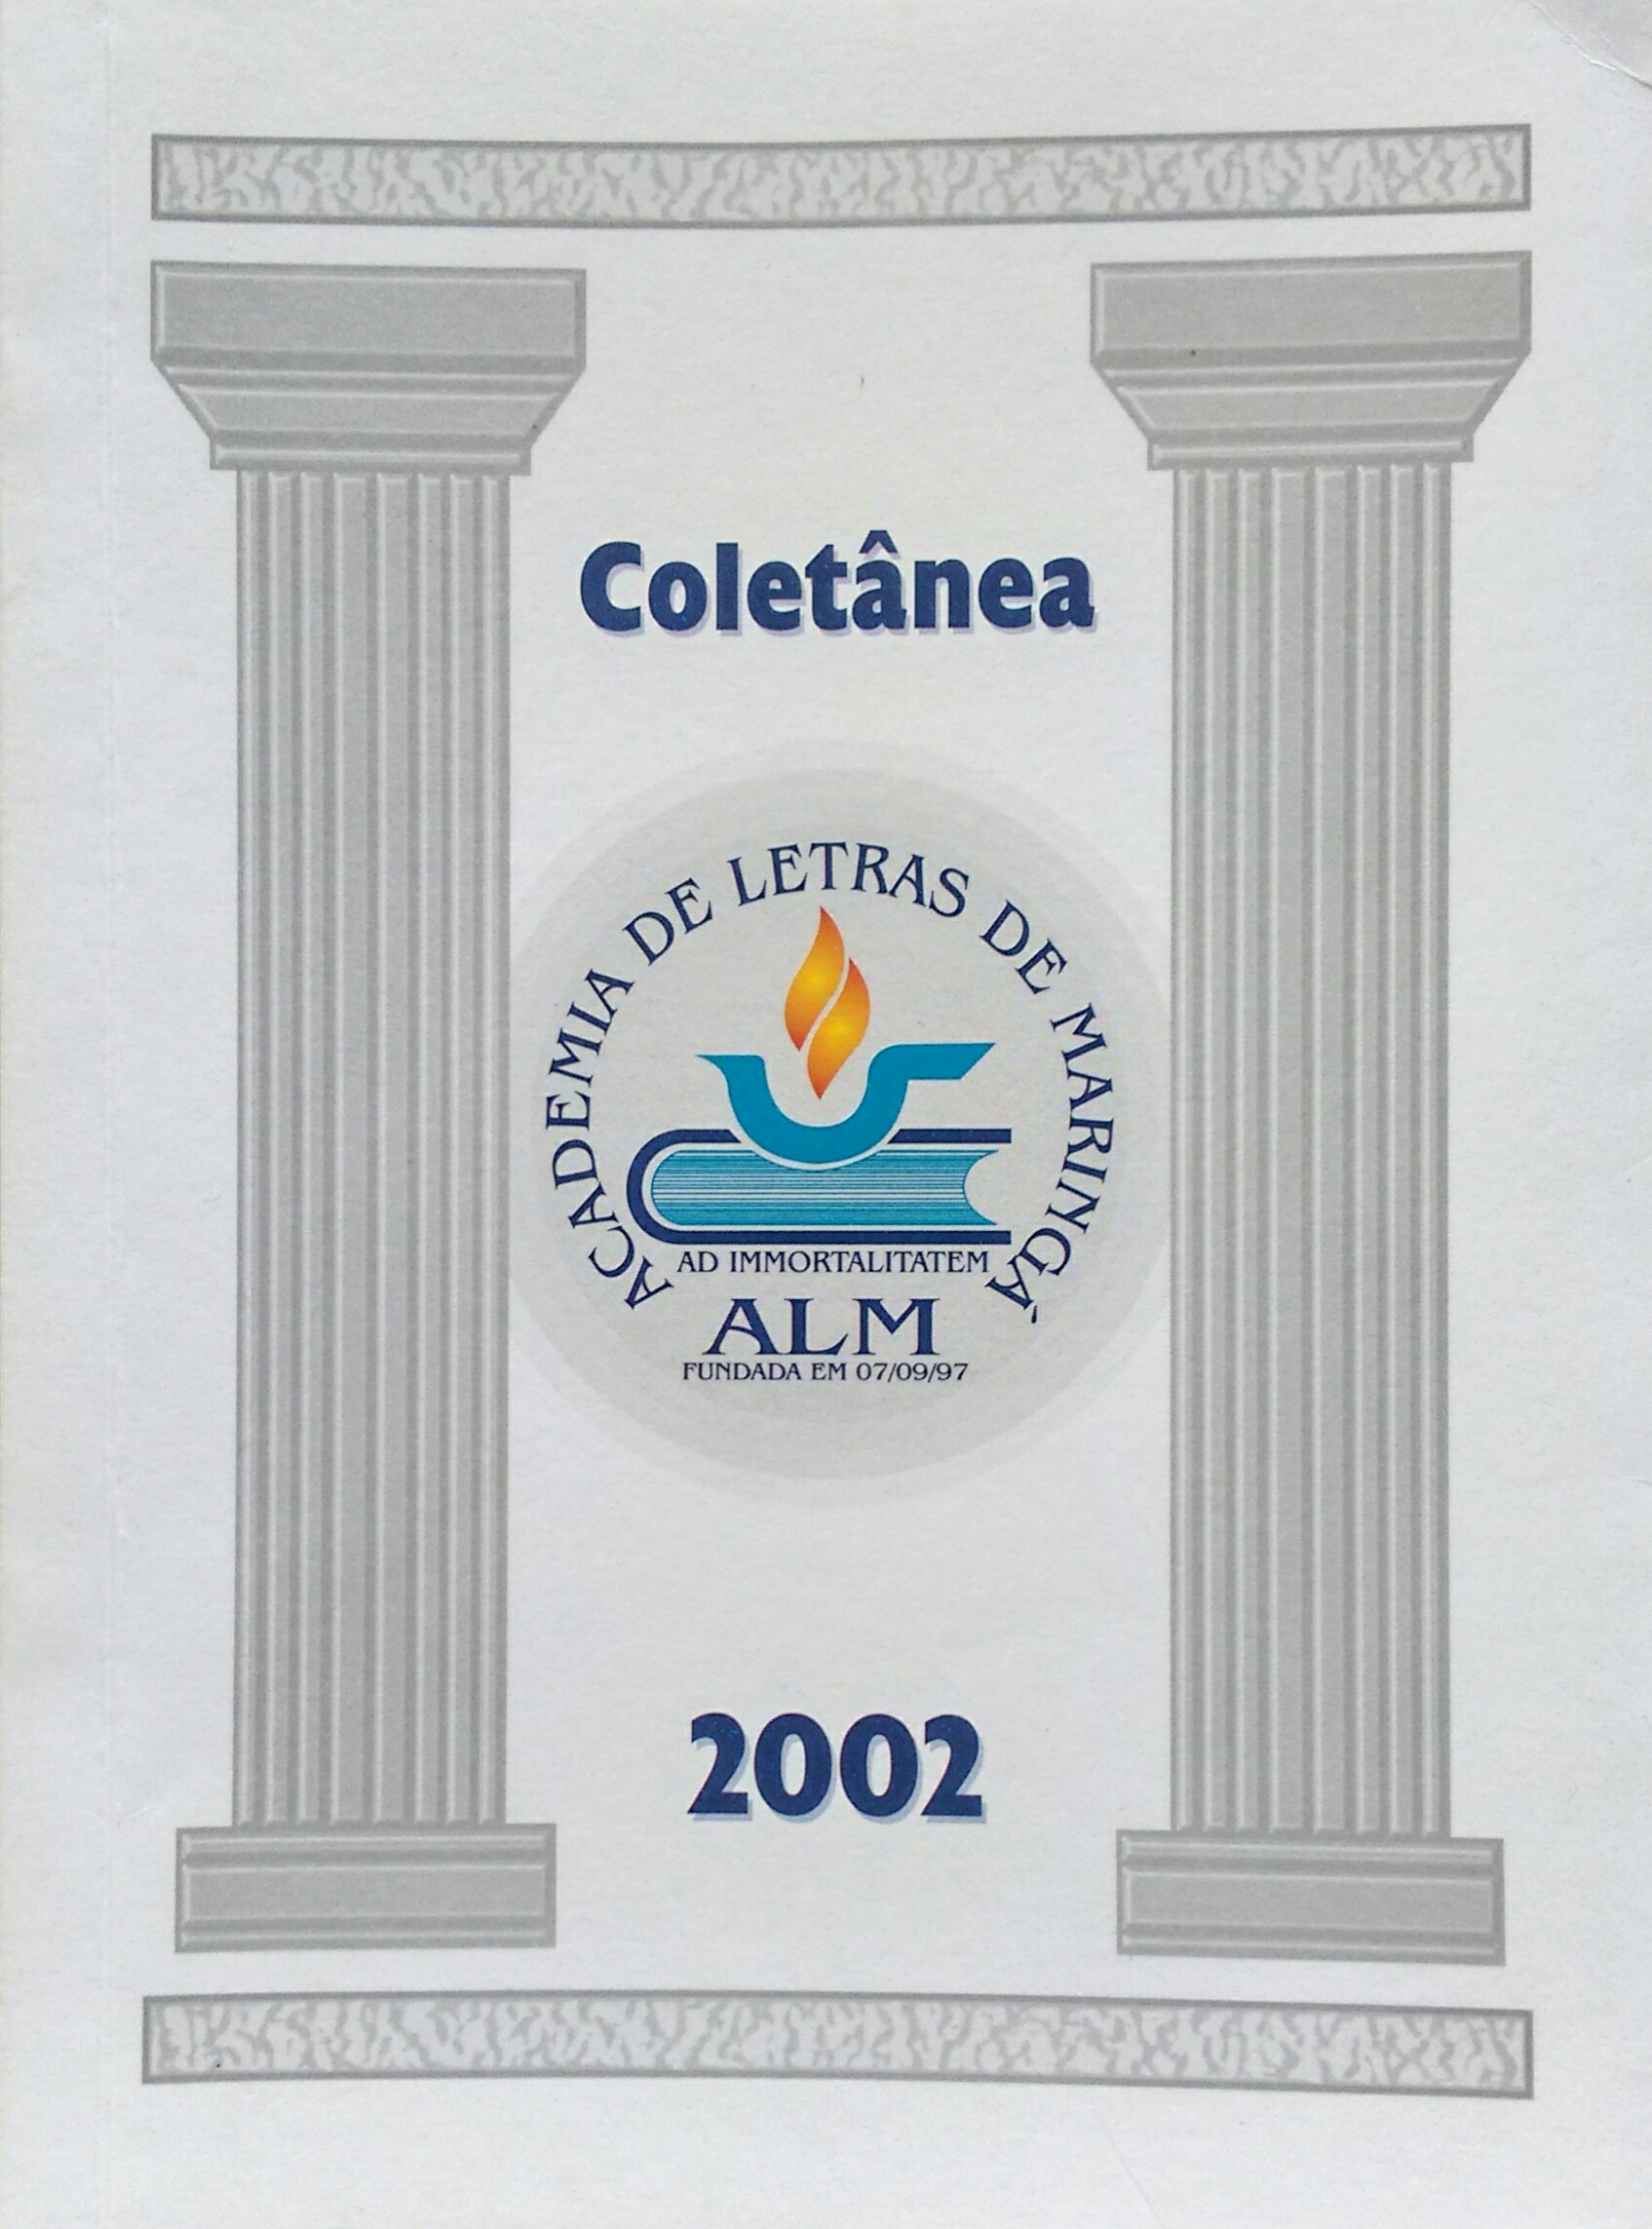 Coletânea
ACADEMIA DE LETRAS DE MARINGÁ
AD IMMORTALITATEM
ALM
FUNDADA EM 07/09/97
2002